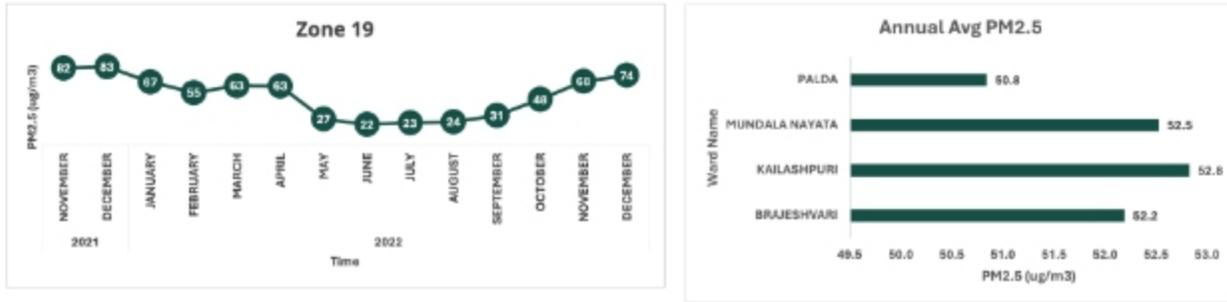 Zone 19
PM2.5 (ug/m3)
82 83 67 55 63 63 27 22 23 24 31 48 68 74
NOVEMBER DECEMBER JANUARY FEBRUARY MARCH APRIL MAY JUNE JULY AUGUST SEPTEMBER OCTOBER NOVEMBER DECEMBER
2021 2022
Time
Annual Avg PM2.5
Ward Name
PALDA 50.8
MUNDALA NAYATA 52.5
KAILASHPURI 52.8
BRAJESHVARI 52.2
49.5 50.0 50.5 51.0 51.5 52.0 52.5 53.0
PM2.5 (ug/m3)